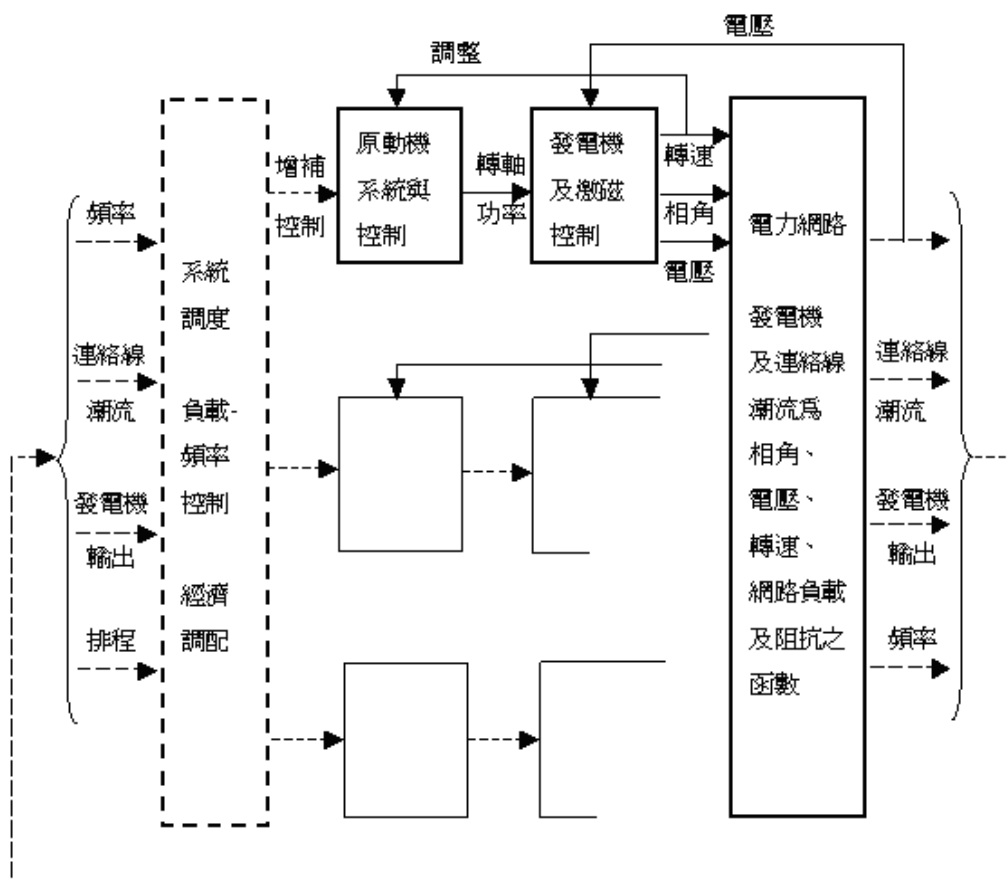 電壓
調整
頻率
連絡線
潮流
發電機
輸出
排程
系統
調度
負載-
頻率
控制
經濟
調配
增補
控制
原動機
系統與
控制
轉軸
功率
發電機
及激磁
控制
轉速
相角
電壓
電力網路
發電機
及連絡線
潮流爲
相角、
電壓、
轉速、
網路負載
及阻抗之
函數
連絡線
潮流
發電機
輸出
頻率